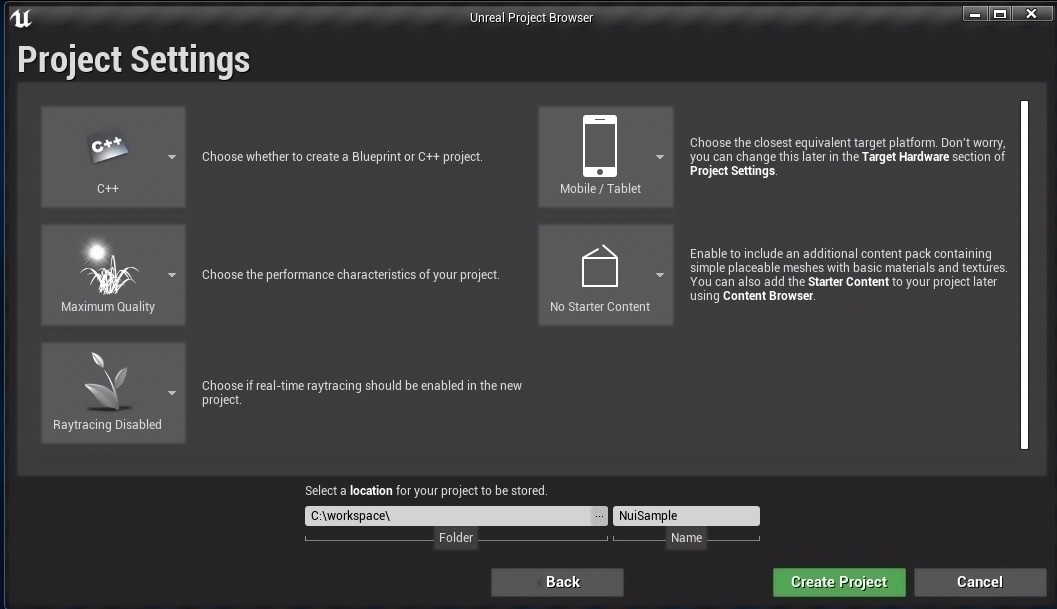 Unreal Project Browser
Project Settings
C++
C++
Choose whether to create a Blueprint or C++ project.
Mobile / Tablet
Choose the closest equivalent target platform. Don't worry,
you can change this later in the Target Hardware section of
Project Settings.
Maximum Quality
Choose the performance characteristics of your project.
No Starter Content
Enable to include an additional content pack containing
simple placeable meshes with basic materials and textures.
You can also add the Starter Content to your project later
using Content Browser.
Raytracing Disabled
Choose if real-time raytracing should be enabled in the new
project.
Select a location for your project to be stored.
C:\workspace\
...
NuiSample
Folder
Name
Back
Create Project
Cancel